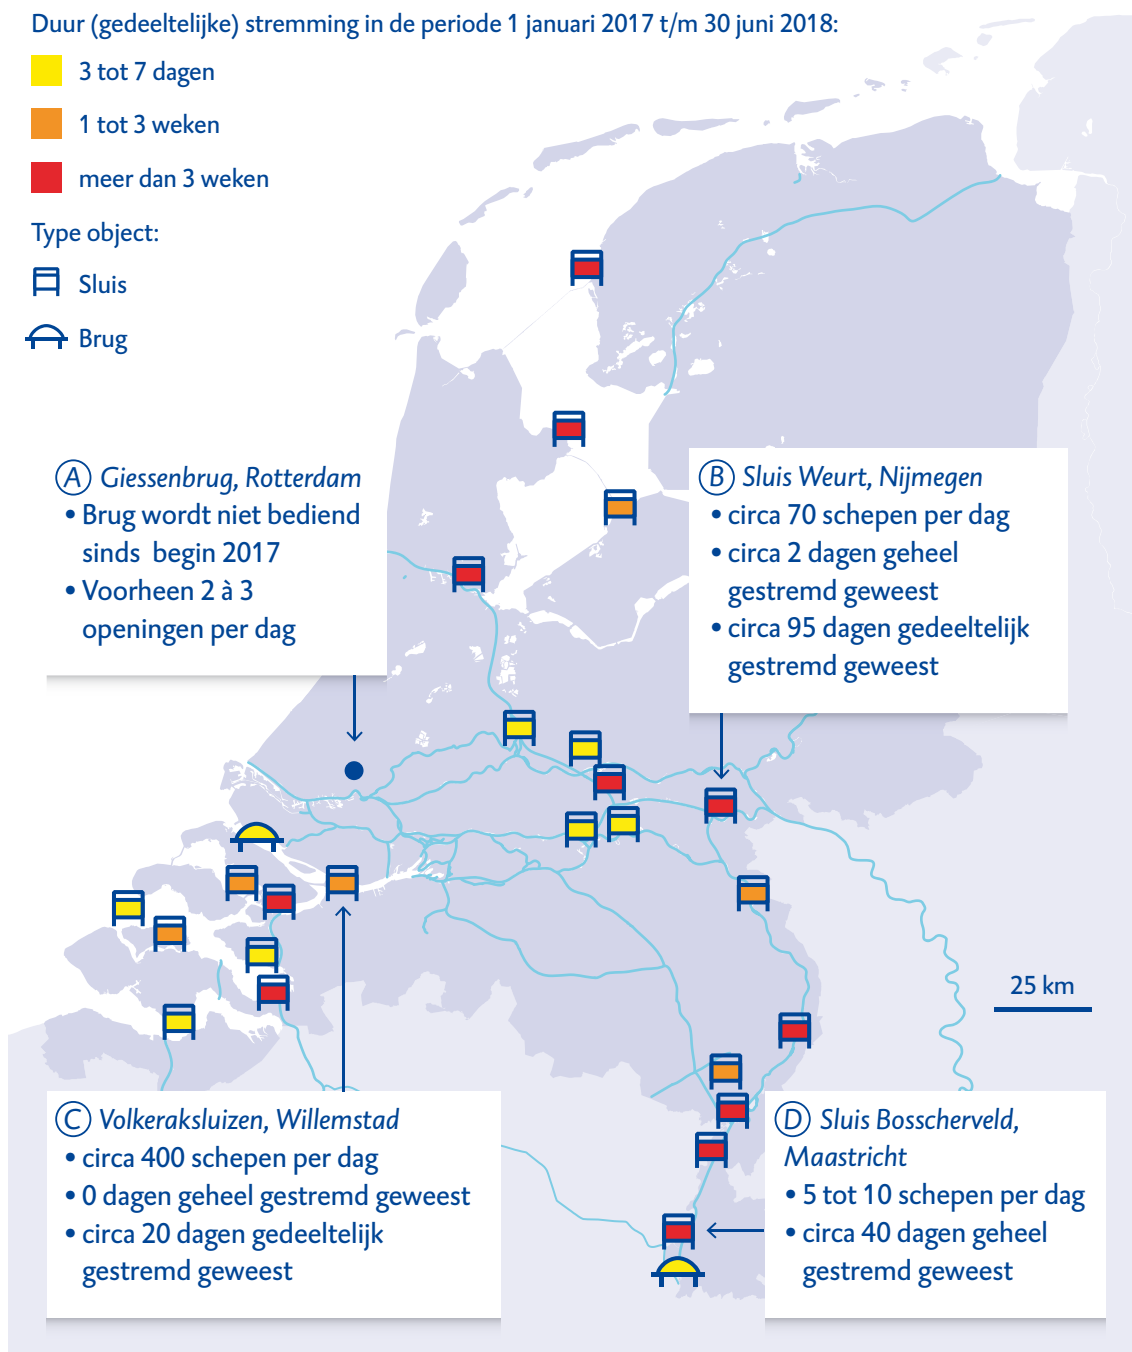 Duur (gedeeltelijke) stremming in de periode 1 januari 2017 t/m 30 juni 2018:
3 tot 7 dagen
1 tot 3 weken
meer dan 3 weken
Type object:
Sluis
Brug
A Giessenbrug, Rotterdam
• Brug wordt niet bediend
sinds begin 2017
• Voorheen 2 à 3
openingen per dag
B Sluis Weurt, Nijmegen
• circa 70 schepen per dag
• circa 2 dagen geheel
gestremd geweest
• circa 95 dagen gedeeltelijk
gestremd geweest
25 km
C Volkeraksluizen, Willemstad
• circa 400 schepen per dag
• 0 dagen geheel gestremd geweest
• circa 20 dagen gedeeltelijk
gestremd geweest
D Sluis Bosscherveld,
Maastricht
• 5 tot 10 schepen per dag
• circa 40 dagen geheel
gestremd geweest